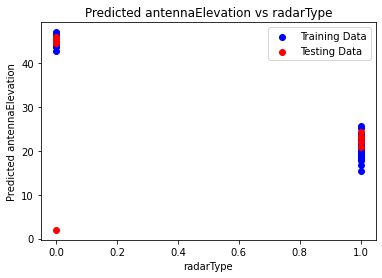 Predicted antennaElevation vs radarType
Training Data
Testing Data
Predicted antennaElevation
40
30
20
10
0
0.0 0.2 0.4 0.6 0.8 1.0
radarType